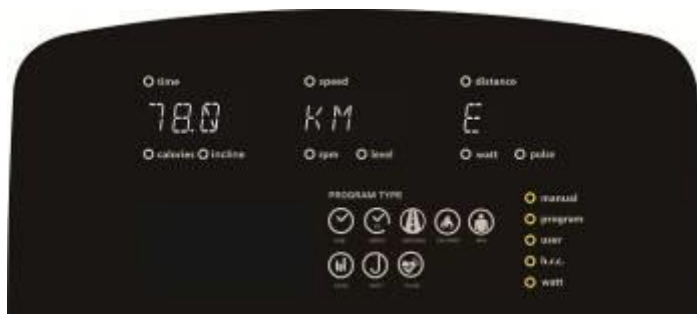 time speed distance
78.0 KM E
calories incline rpm level watt pulse
PROGRAM TYPE
manual
program
user
h.r.c.
watt